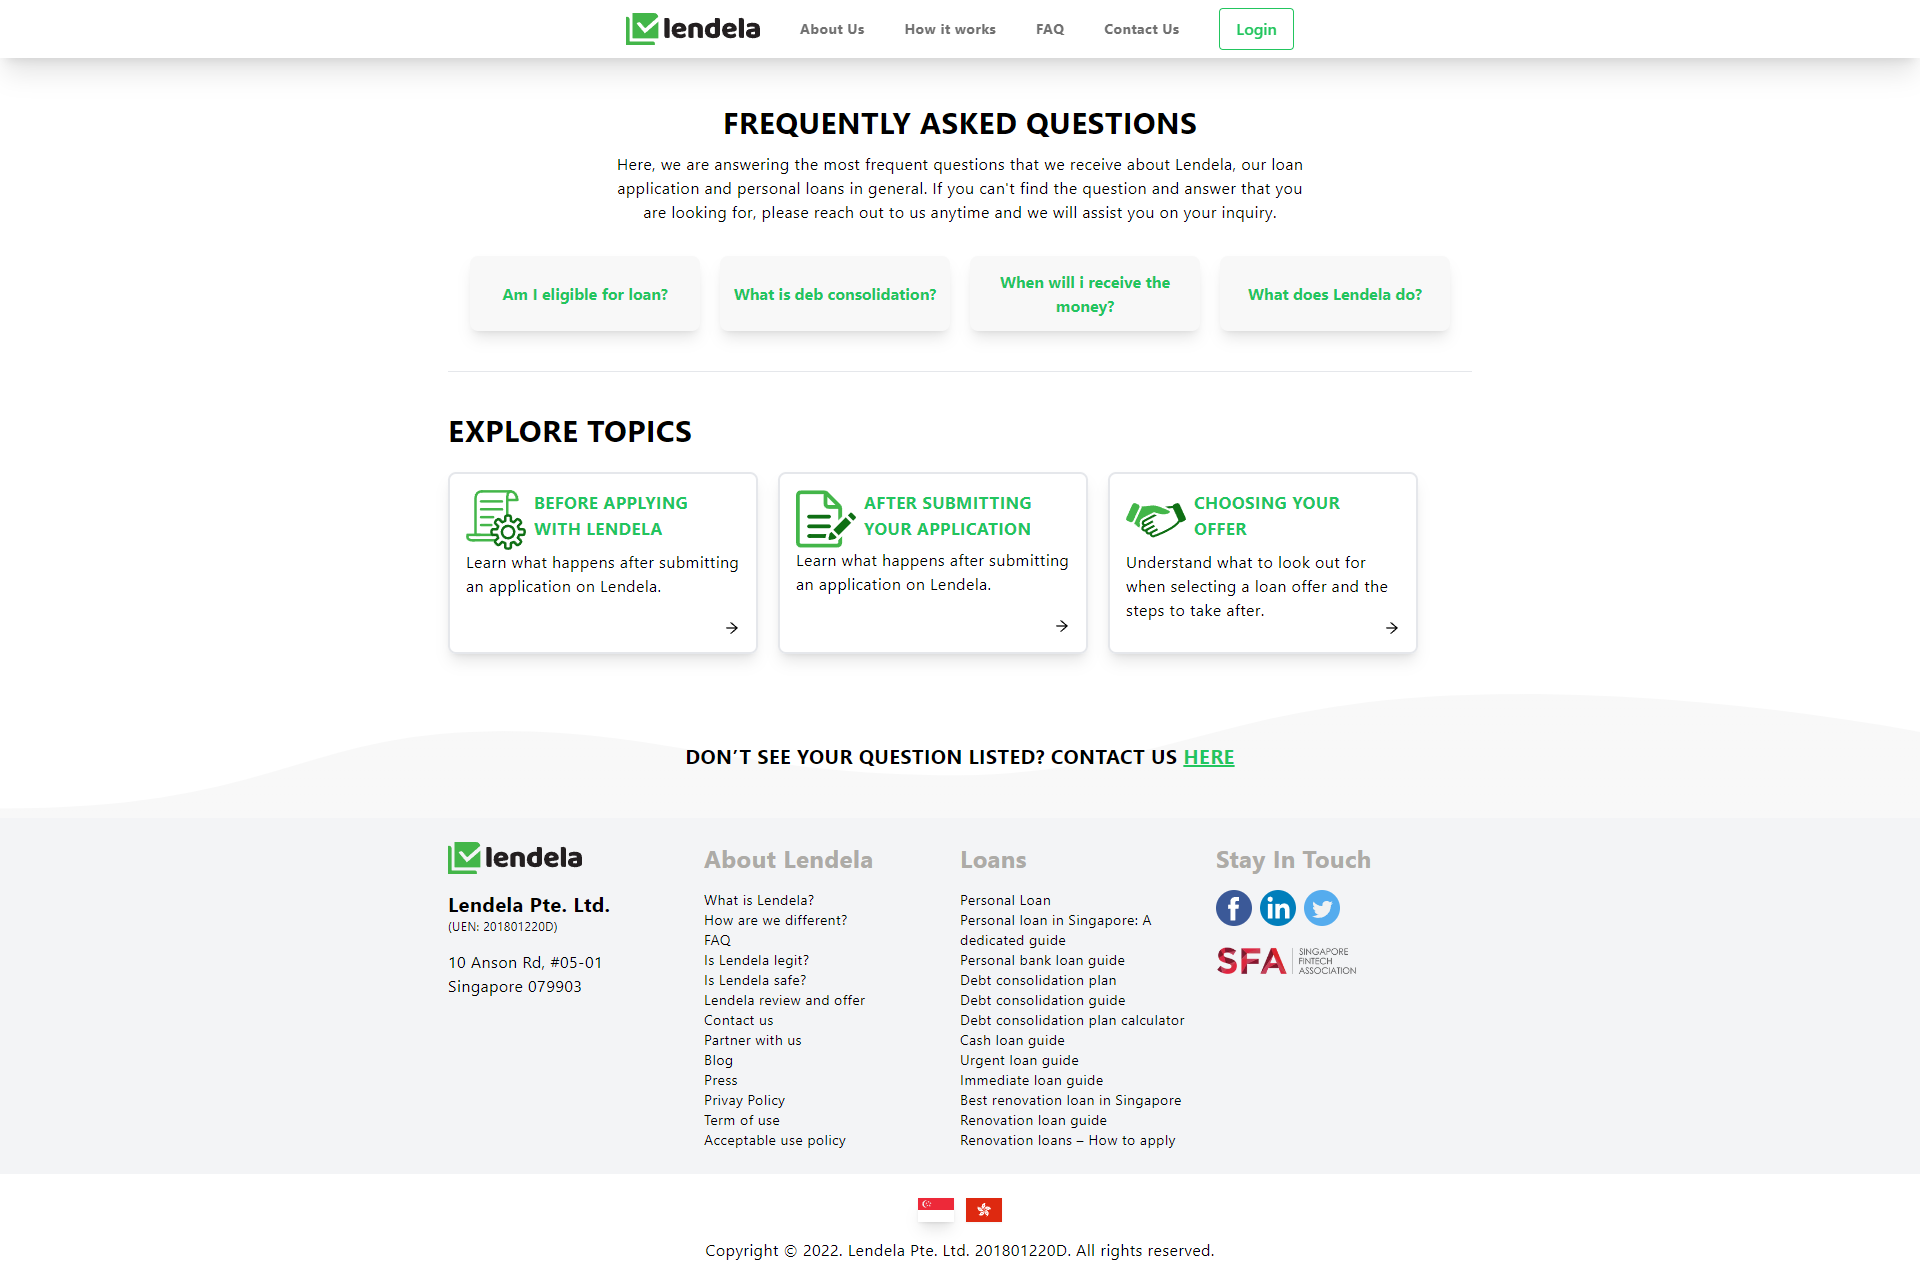 lendela
About Us
How it works
FAQ
Contact Us
Login
FREQUENTLY ASKED QUESTIONS
Here, we are answering the most frequent questions that we receive about Lendela, our loan
application and personal loans in general. If you can't find the question and answer that you
are looking for, please reach out to us anytime and we will assist you on your inquiry.
Am I eligible for loan?
What is deb consolidation?
When will i receive the
money?
What does Lendela do?
EXPLORE TOPICS
BEFORE APPLYING
WITH LENDELA
Learn what happens after submitting
an application on Lendela.
AFTER SUBMITTING
YOUR APPLICATION
Learn what happens after submitting
an application on Lendela.
CHOOSING YOUR
OFFER
Understand what to look out for
when selecting a loan offer and the
steps to take after.
DON’T SEE YOUR QUESTION LISTED? CONTACT US HERE
lendela
Lendela Pte. Ltd.
(UEN: 201801220D)
10 Anson Rd, #05-01
Singapore 079903
About Lendela
What is Lendela?
How are we different?
FAQ
Is Lendela legit?
Is Lendela safe?
Lendela review and offer
Contact us
Partner with us
Blog
Press
Privay Policy
Term of use
Acceptable use policy
Loans
Personal Loan
Personal loan in Singapore: A
dedicated guide
Personal bank loan guide
Debt consolidation plan
Debt consolidation guide
Debt consolidation plan calculator
Cash loan guide
Urgent loan guide
Immediate loan guide
Best renovation loan in Singapore
Renovation loan guide
Renovation loans – How to apply
Stay In Touch
SFA
SINGAPORE
FINTECH
ASSOCIATION
Copyright © 2022. Lendela Pte. Ltd. 201801220D. All rights reserved.